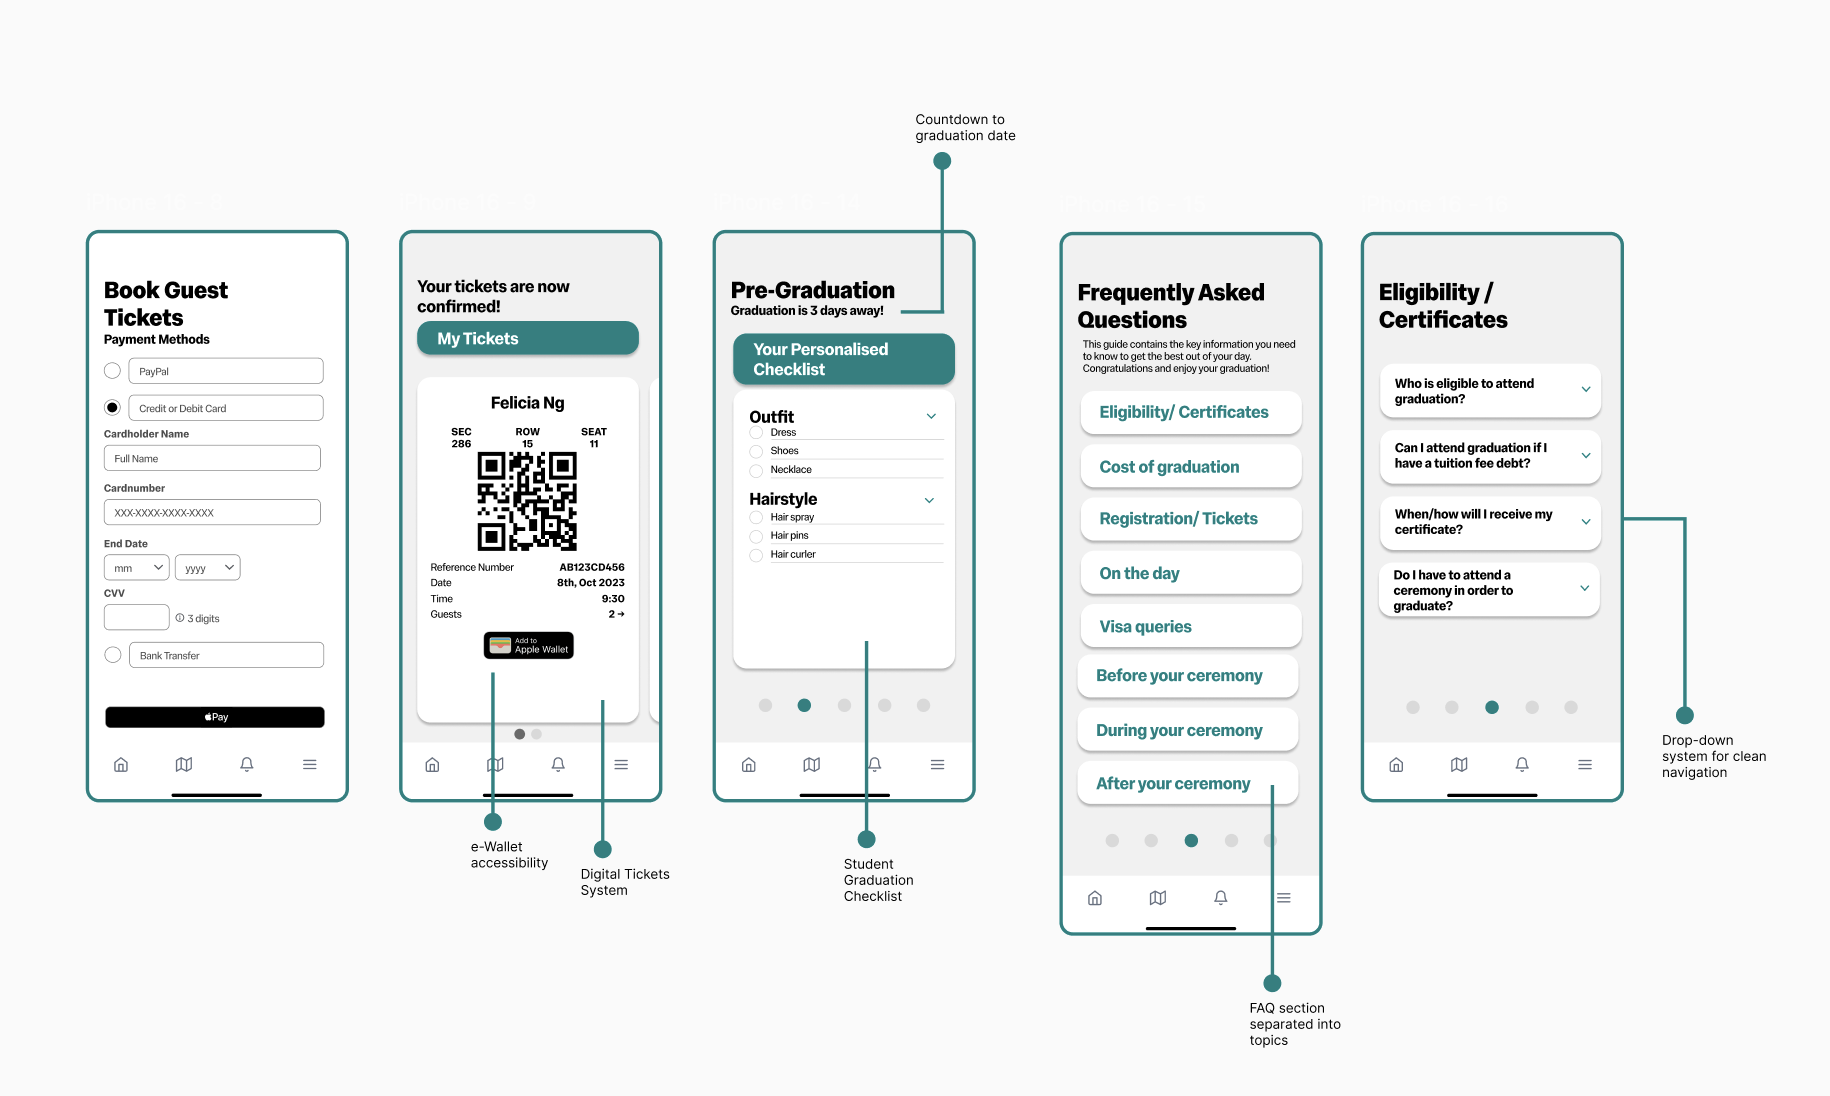 Countdown to
graduation date
Book Guest
Tickets
Payment Methods
PayPal
Credit or Debit Card
Cardholder Name
Full Name
Cardnumber
XXX-XXXX-XXXX-XXXX
End Date
mm
yyyy
CVV
3 digits
Bank Transfer
Pay
Your tickets are now
confirmed!
My Tickets
Felicia Ng
SEC ROW SEAT
286 15 11
Reference Number AB123CD456
Date 8th, Oct 2023
Time 9:30
Guests 2 →
Add to
Apple Wallet
e-Wallet
accessibility
Digital Tickets
System
Pre-Graduation
Graduation is 3 days away!
Your Personalised
Checklist
Outfit
Dress
Shoes
Necklace
Hairstyle
Hair spray
Hair pins
Hair curler
Student
Graduation
Checklist
Frequently Asked
Questions
This guide contains the key information you need
to know to get the best out of your day.
Congratulations and enjoy your graduation!
Eligibility/ Certificates
Cost of graduation
Registration/ Tickets
On the day
Visa queries
Before your ceremony
During your ceremony
After your ceremony
FAQ section
separated into
topics
Eligibility /
Certificates
Who is eligible to attend
graduation?
Can I attend graduation if I
have a tuition fee debt?
When/how will I receive my
certificate?
Do I have to attend a
ceremony in order to
graduate?
Drop-down
system for clean
navigation